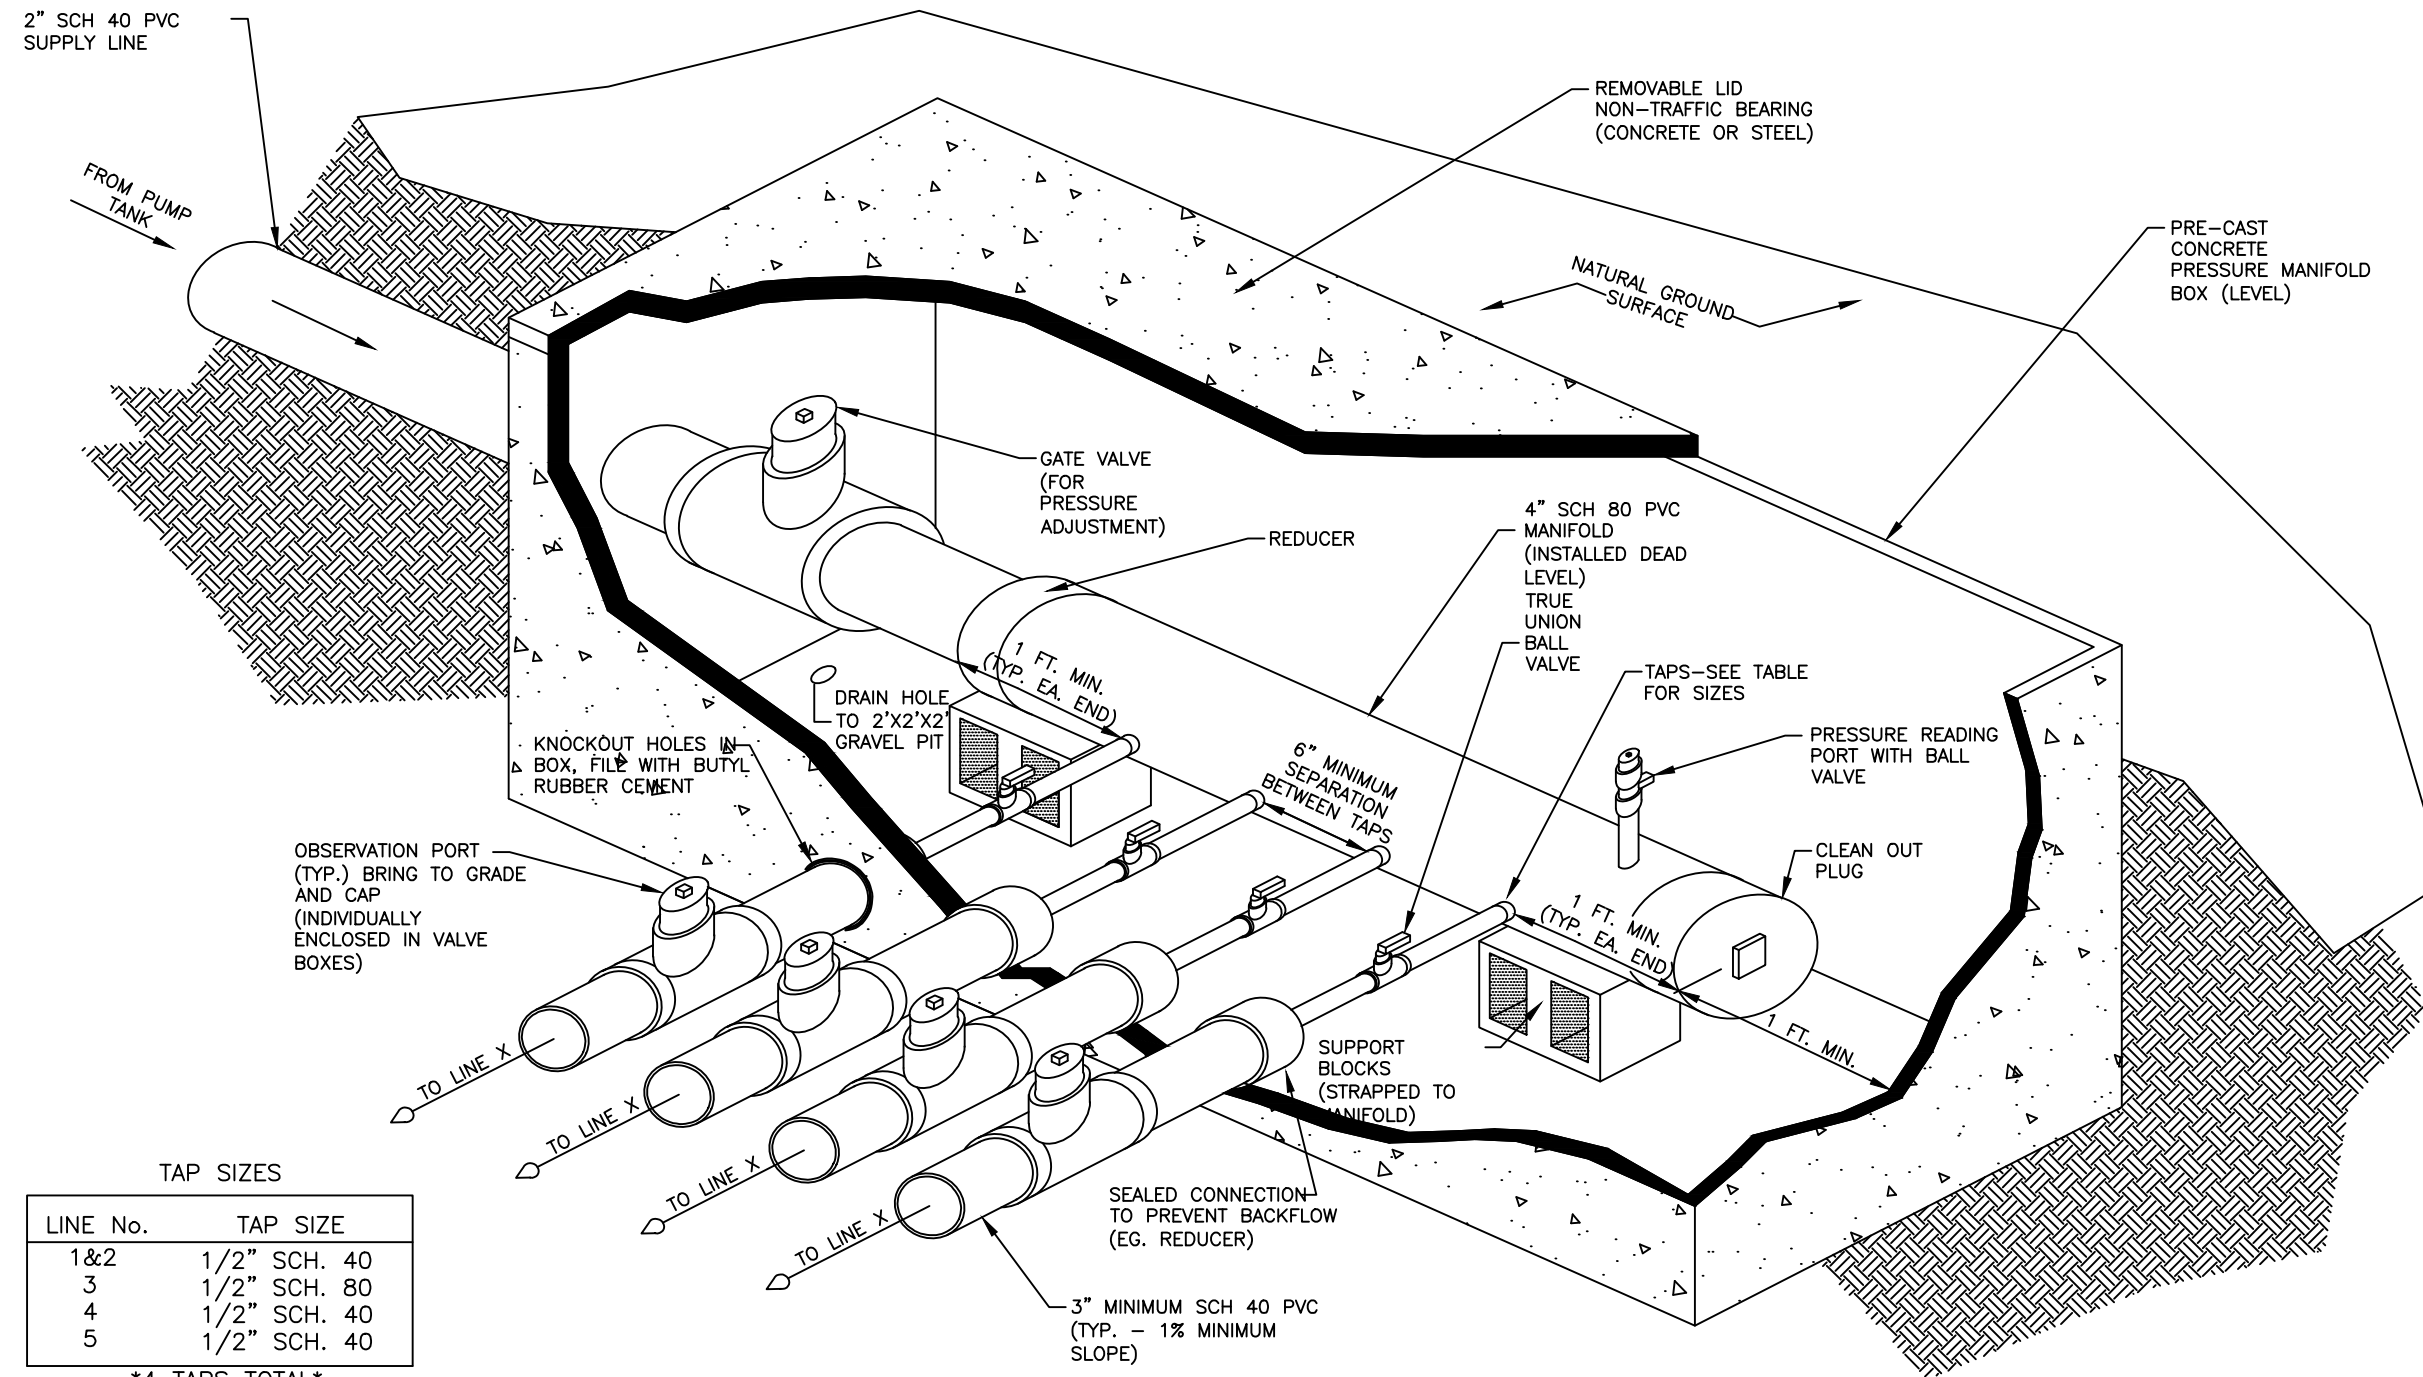 2” SCH 40 PVC
SUPPLY LINE
FROM PUMP
TANK
REMOVABLE LID
NON-TRAFFIC BEARING
(CONCRETE OR STEEL)
PRE-CAST
CONCRETE
PRESSURE MANIFOLD
BOX (LEVEL)
NATURAL GROUND
SURFACE
GATE VALVE
(FOR
PRESSURE
ADJUSTMENT)
REDUCER
4” SCH 80 PVC
MANIFOLD
(INSTALLED DEAD
LEVEL)
TRUE
UNION
BALL
VALVE
TAPS-SEE TABLE
FOR SIZES
PRESSURE READING
PORT WITH BALL
VALVE
CLEAN OUT
PLUG
1 FT. MIN.
(TYP. EA. END)
DRAIN HOLE
TO 2'X2'X2'
GRAVEL PIT
KNOCKOUT HOLES IN
BOX, FILL WITH BUTYL
RUBBER CEMENT
6” MINIMUM
SEPARATION
BETWEEN TAPS
OBSERVATION PORT
(TYP.) BRING TO GRADE
AND CAP
(INDIVIDUALLY
ENCLOSED IN VALVE
BOXES)
1 FT. MIN.
(TYP. EA. END)
1 FT. MIN.
SUPPORT
BLOCKS
(STRAPPED TO
MANIFOLD)
TO LINE X
TO LINE X
TO LINE X
TO LINE X
SEALED CONNECTION
TO PREVENT BACKFLOW
(EG. REDUCER)
3” MINIMUM SCH 40 PVC
(TYP. - 1% MINIMUM
SLOPE)
TAP SIZES
LINE No. TAP SIZE
1&2 1/2” SCH. 40
3 1/2” SCH. 80
4 1/2” SCH. 40
5 1/2” SCH. 40
*4 TAPS TOTAL*